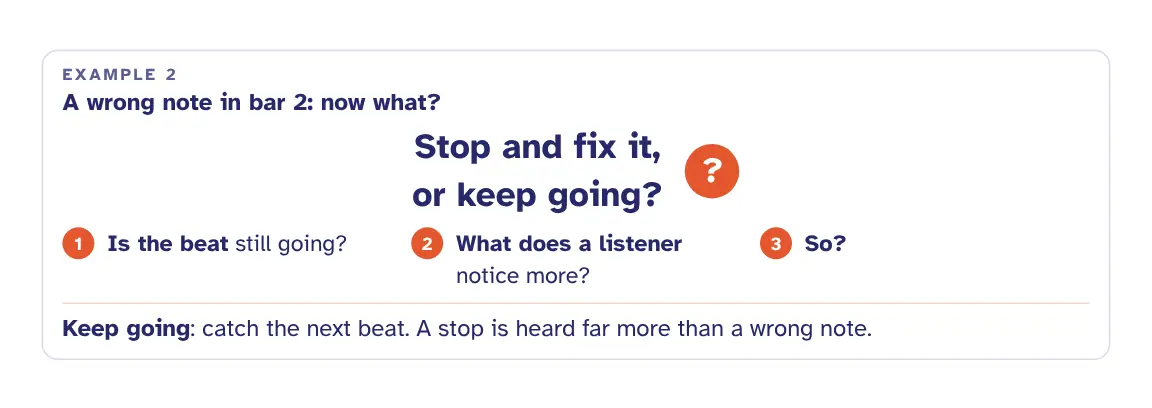 EXAMPLE 2
A wrong note in bar 2: now what?
Stop and fix it,
or keep going?
?
1 Is the beat still going?
2 What does a listener
notice more?
3 So?
Keep going: catch the next beat. A stop is heard far more than a wrong note.